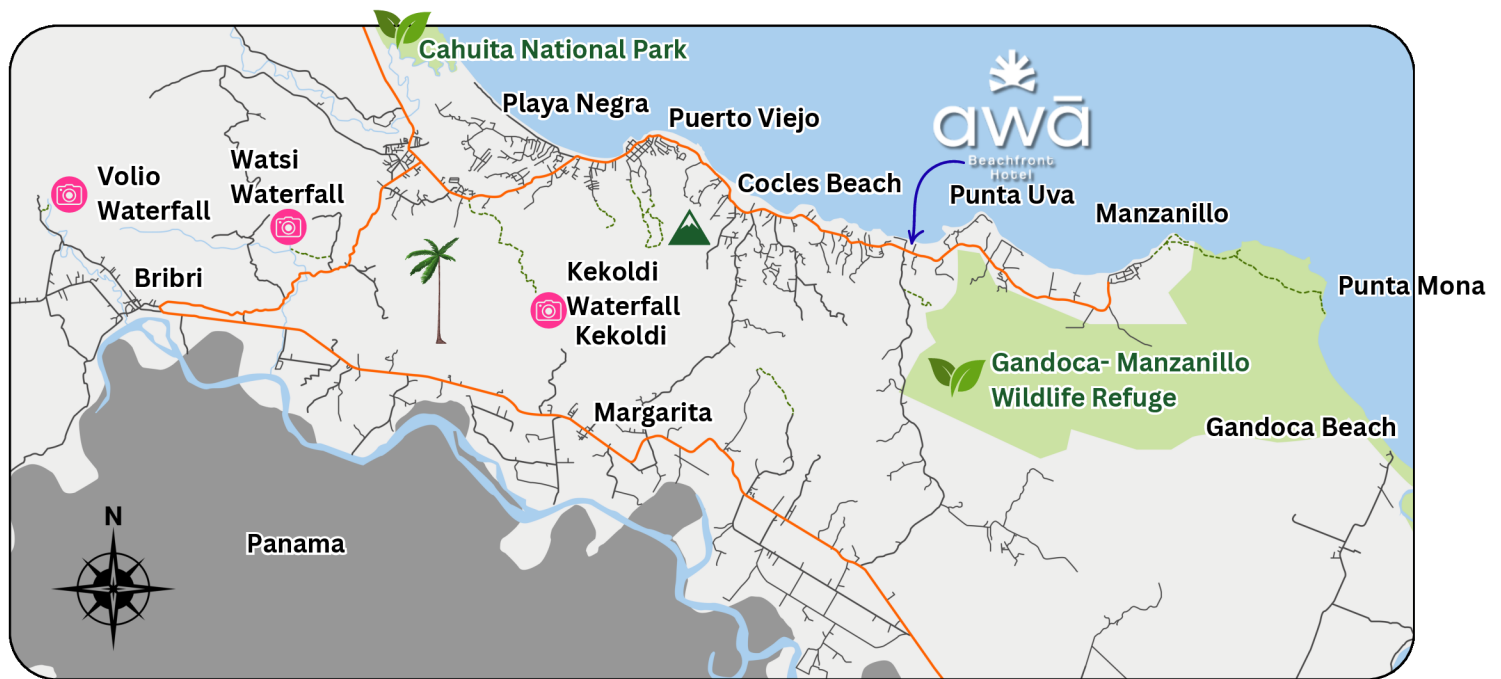 Cahuita National Park
Playa Negra
Puerto Viejo
awā
Beachfront
Hotel
Volio
Waterfall
Watsi
Waterfall
Cocles Beach
Punta Uva
Manzanillo
Bribri
Kekoldi
Waterfall
Kekoldi
Punta Mona
Gandoca- Manzanillo
Wildlife Refuge
Margarita
Gandoca Beach
N
Panama